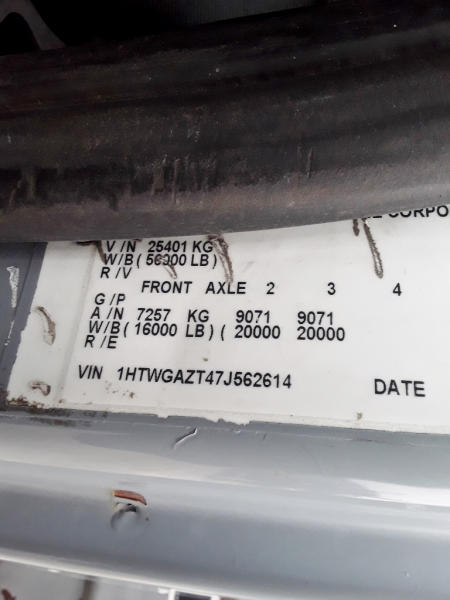 CORPO
V/N 25401 KG
W/B ( 56000 LB)
R/V
FRONT AXLE 2 3 4
G/P
A/N 7257 KG 9071 9071
W/B ( 16000 LB) ( 20000 20000
R/E
VIN 1HTWGAZT47J562614 DATE